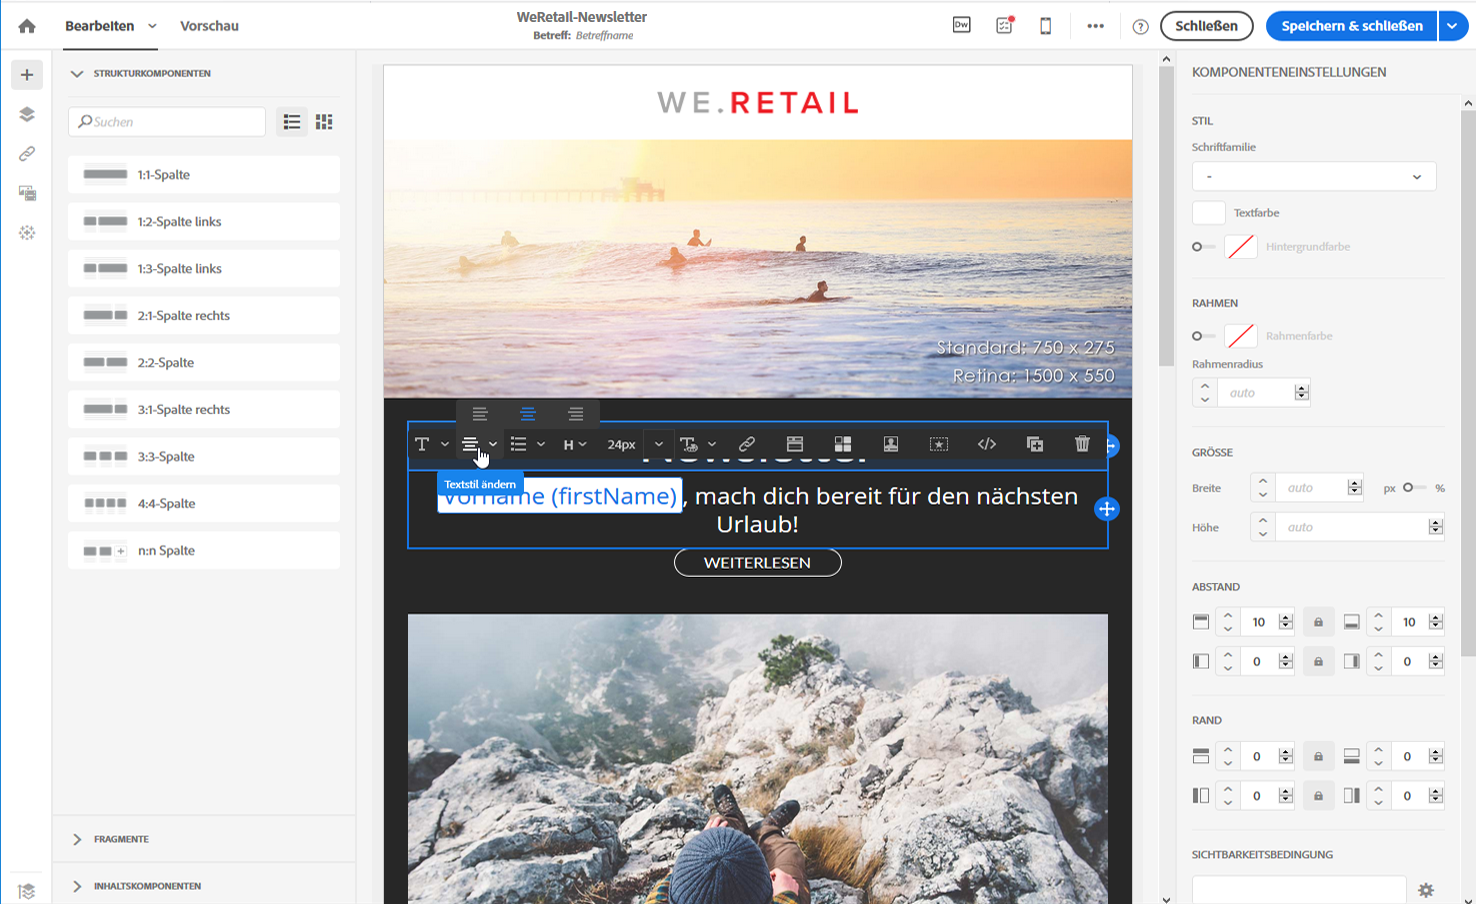 Bearbeiten
Vorschau
WeRetail-Newsletter
Betreff: Betreffname
Dw
?
Schließen
Speichern & schließen
STRUKTURKOMPONENTEN
Suchen
1:1-Spalte
1:2-Spalte links
1:3-Spalte links
2:1-Spalte rechts
2:2-Spalte
3:1-Spalte rechts
3:3-Spalte
4:4-Spalte
n:n Spalte
FRAGMENTE
INHALTSKOMPONENTEN
WE.RETAIL
Standard: 750 x 275
Retina: 1500 x 550
T
H
24px
Newsletter
Textstil ändern
Vorname (firstName) , mach dich bereit für den nächsten
Urlaub!
WEITERLESEN
KOMPONENTENEINSTELLUNGEN
STIL
Schriftfamilie
-
Textfarbe
Hintergrundfarbe
RAHMEN
Rahmenfarbe
Rahmenradius
auto
GRÖSSE
Breite auto px %
Höhe auto
ABSTAND
10 10
0 0
RAND
0 0
0 0
SICHTBARKEITSBEDINGUNG